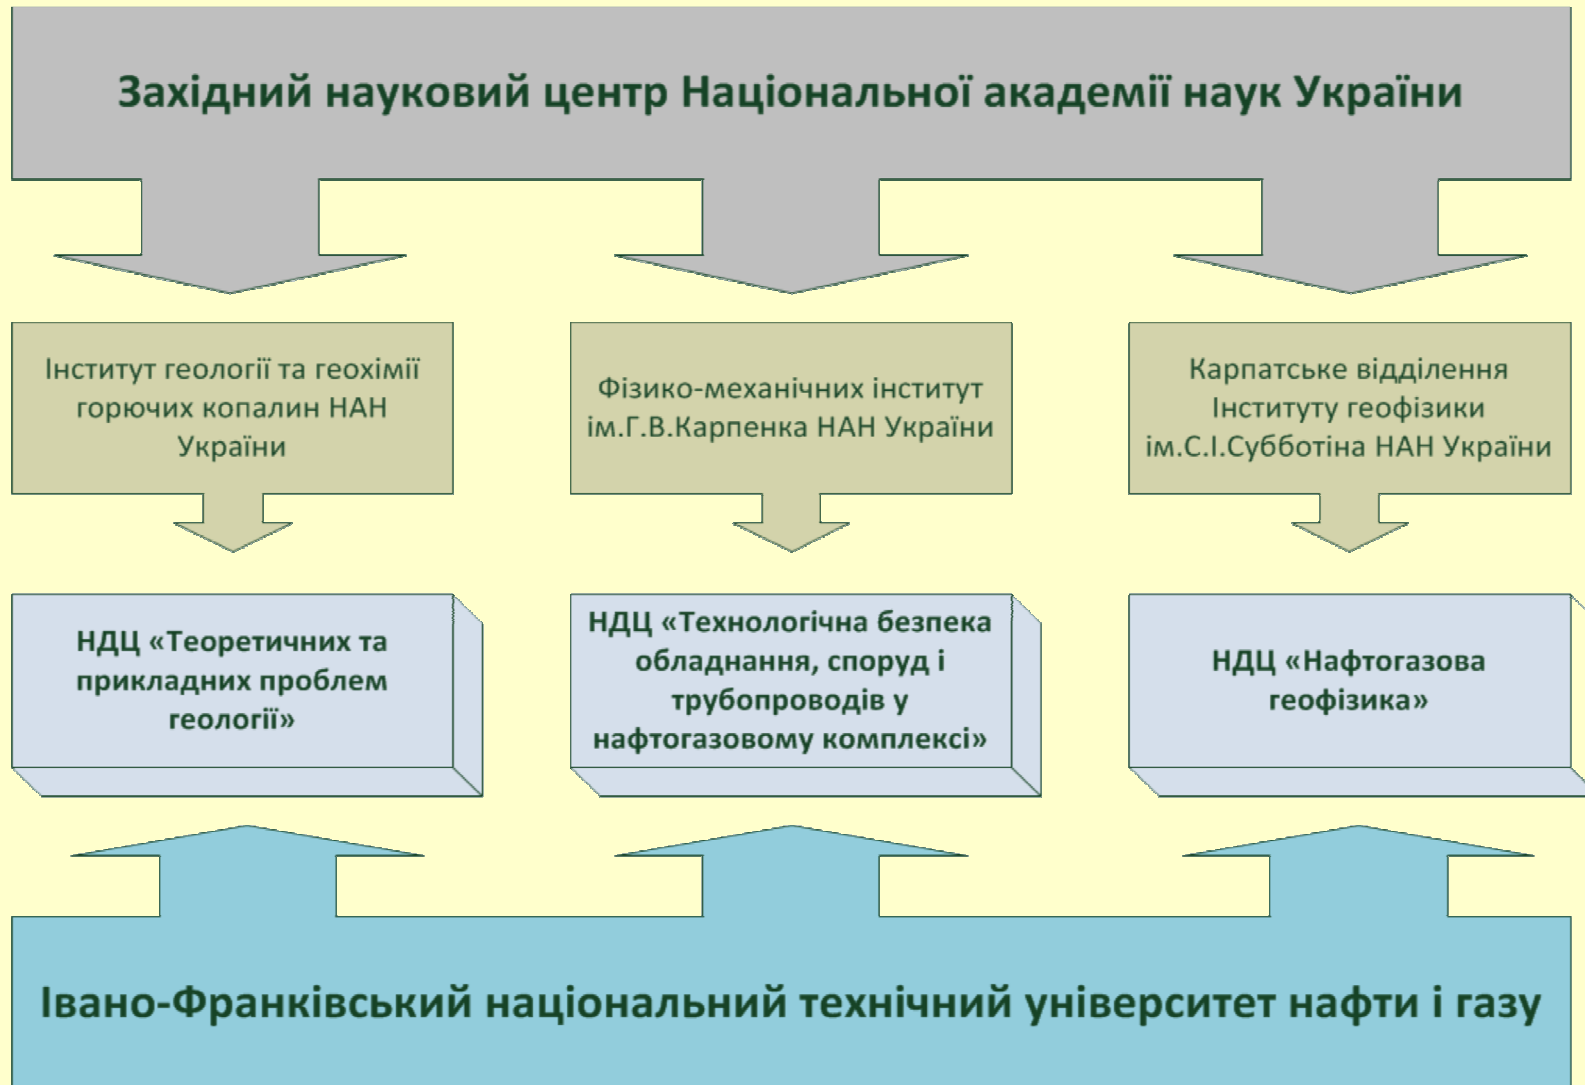 Західний науковий центр Національної академії наук України
Інститут геології та геохімії
горючих копалин НАН
України
Фізико-механічних інститут
ім.Г.В.Карпенка НАН України
Карпатське відділення
Інституту геофізики
ім.С.І.Субботіна НАН України
НДЦ «Теоретичних та
прикладних проблем
геології»
НДЦ «Технологічна безпека
обладнання, споруд і
трубопроводів у
нафтогазовому комплексі»
НДЦ «Нафтогазова
геофізика»
Івано-Франківський національний технічний університет нафти і газу